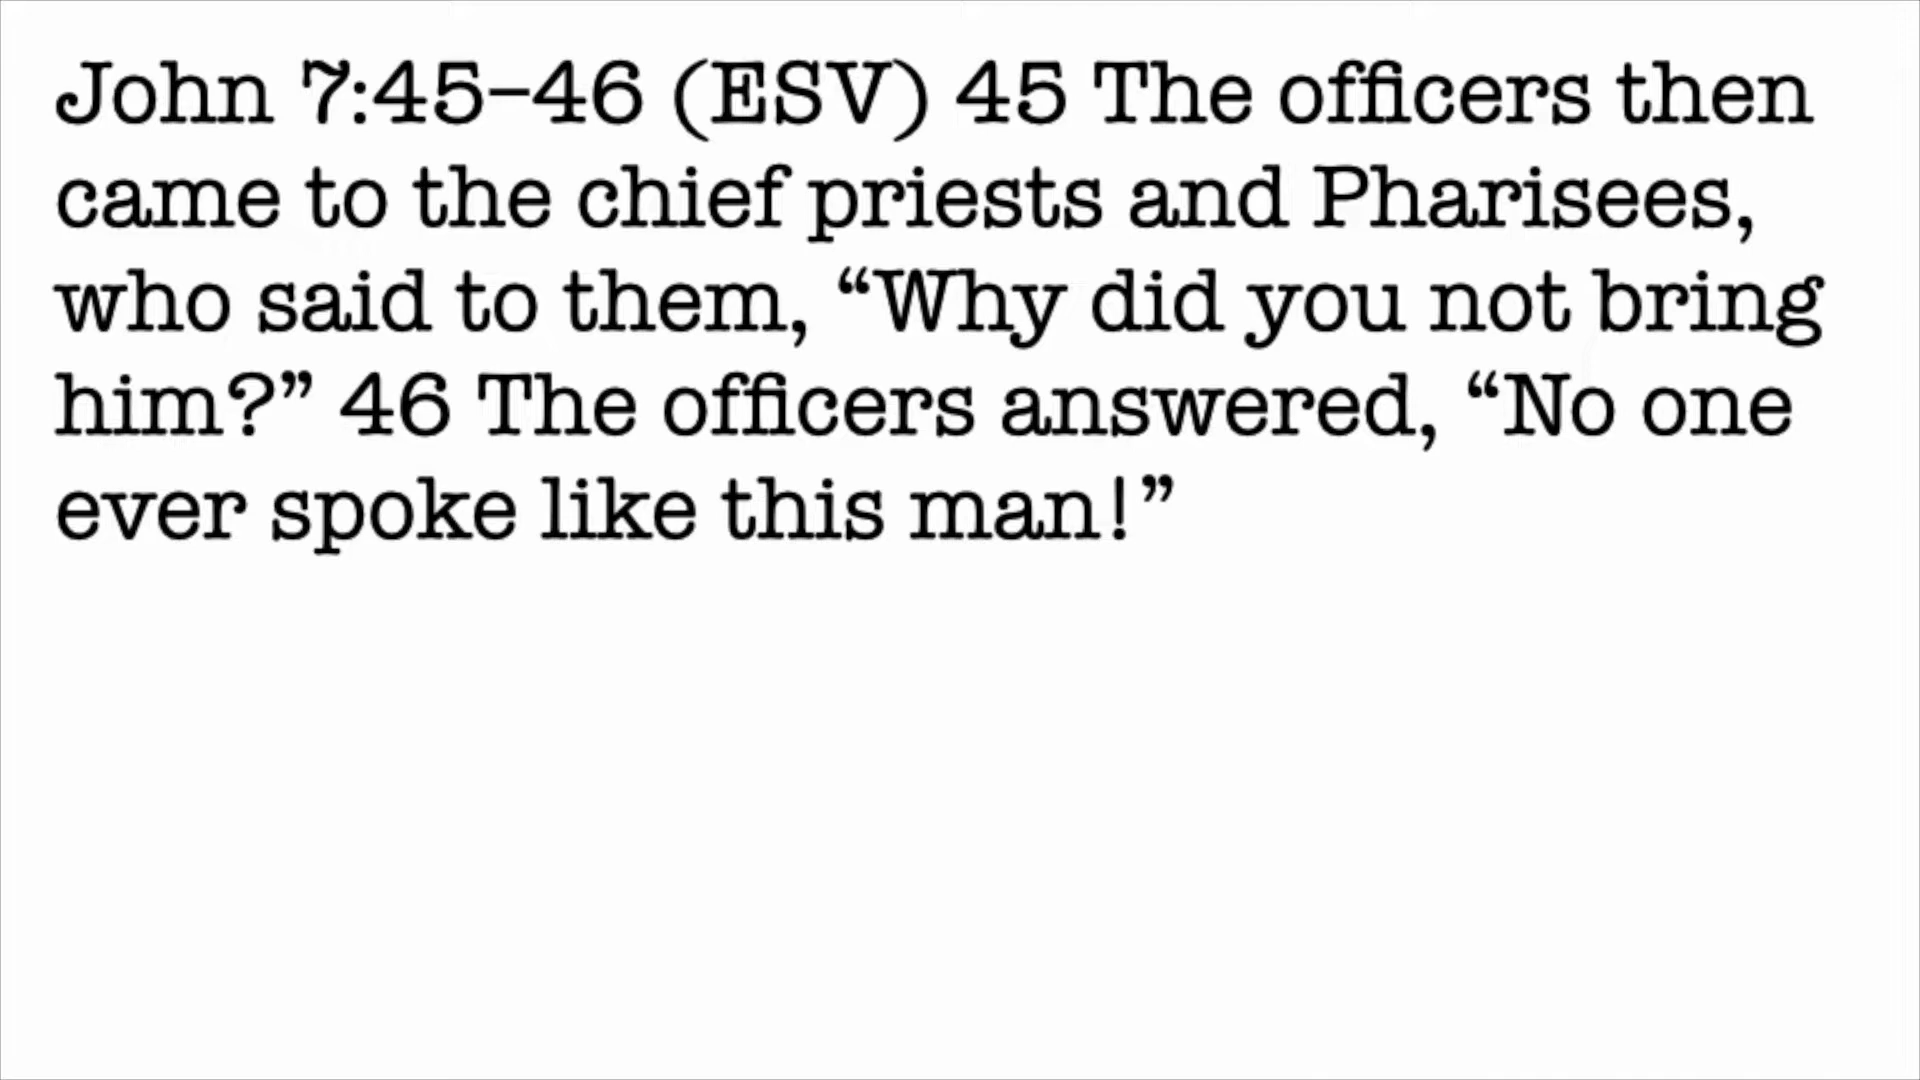 John 7:45–46 (ESV) 45 The officers then
came to the chief priests and Pharisees,
who said to them, “Why did you not bring
him?” 46 The officers answered, “No one
ever spoke like this man!”